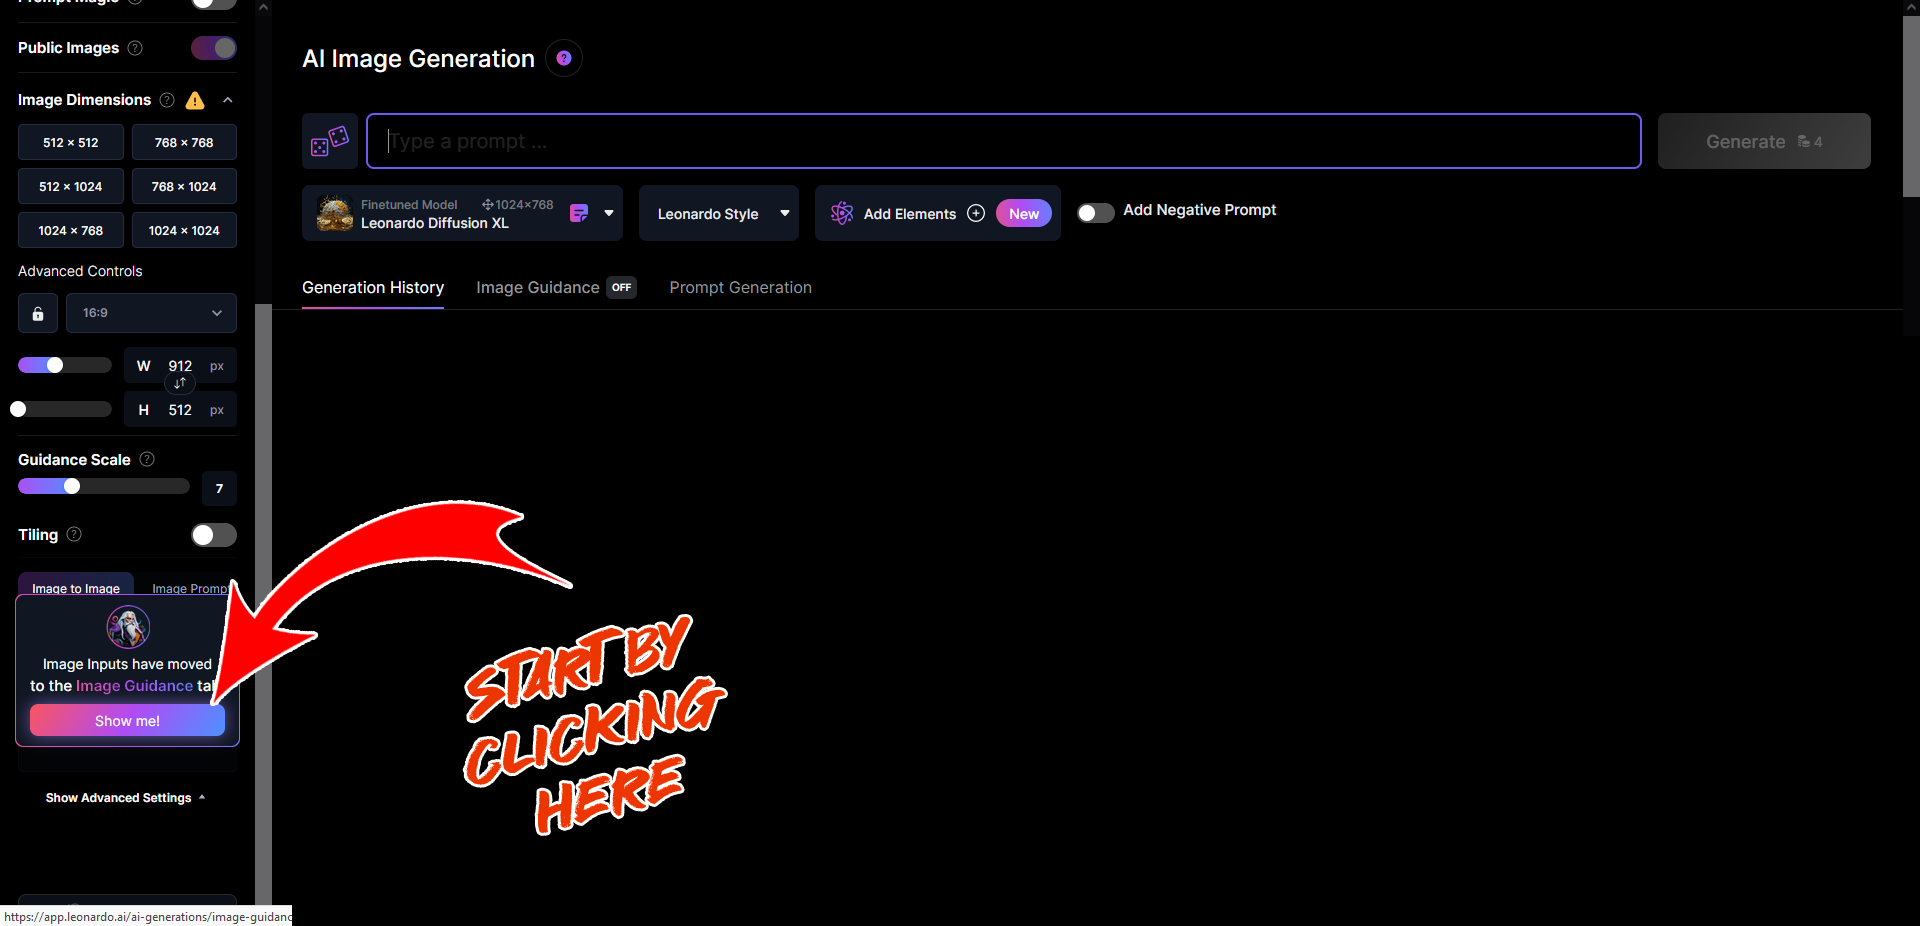 Prompt Magic
Public Images
Image Dimensions
512 × 512
768 × 768
512 × 1024
768 × 1024
1024 × 768
1024 × 1024
Advanced Controls
16:9
W 912 px
H 512 px
Guidance Scale
7
Tiling
Image to Image
Image Promp
Image Inputs have moved
to the Image Guidance ta
Show me!
Show Advanced Settings
https://app.leonardo.ai/ai-generations/image-guidanc
AI Image Generation ?
Type a prompt ...
Generate 4
Finetuned Model 1024×768
Leonardo Diffusion XL
Leonardo Style
Add Elements
New
Add Negative Prompt
Generation History
Image Guidance OFF
Prompt Generation
START BY
CLICKING
HERE